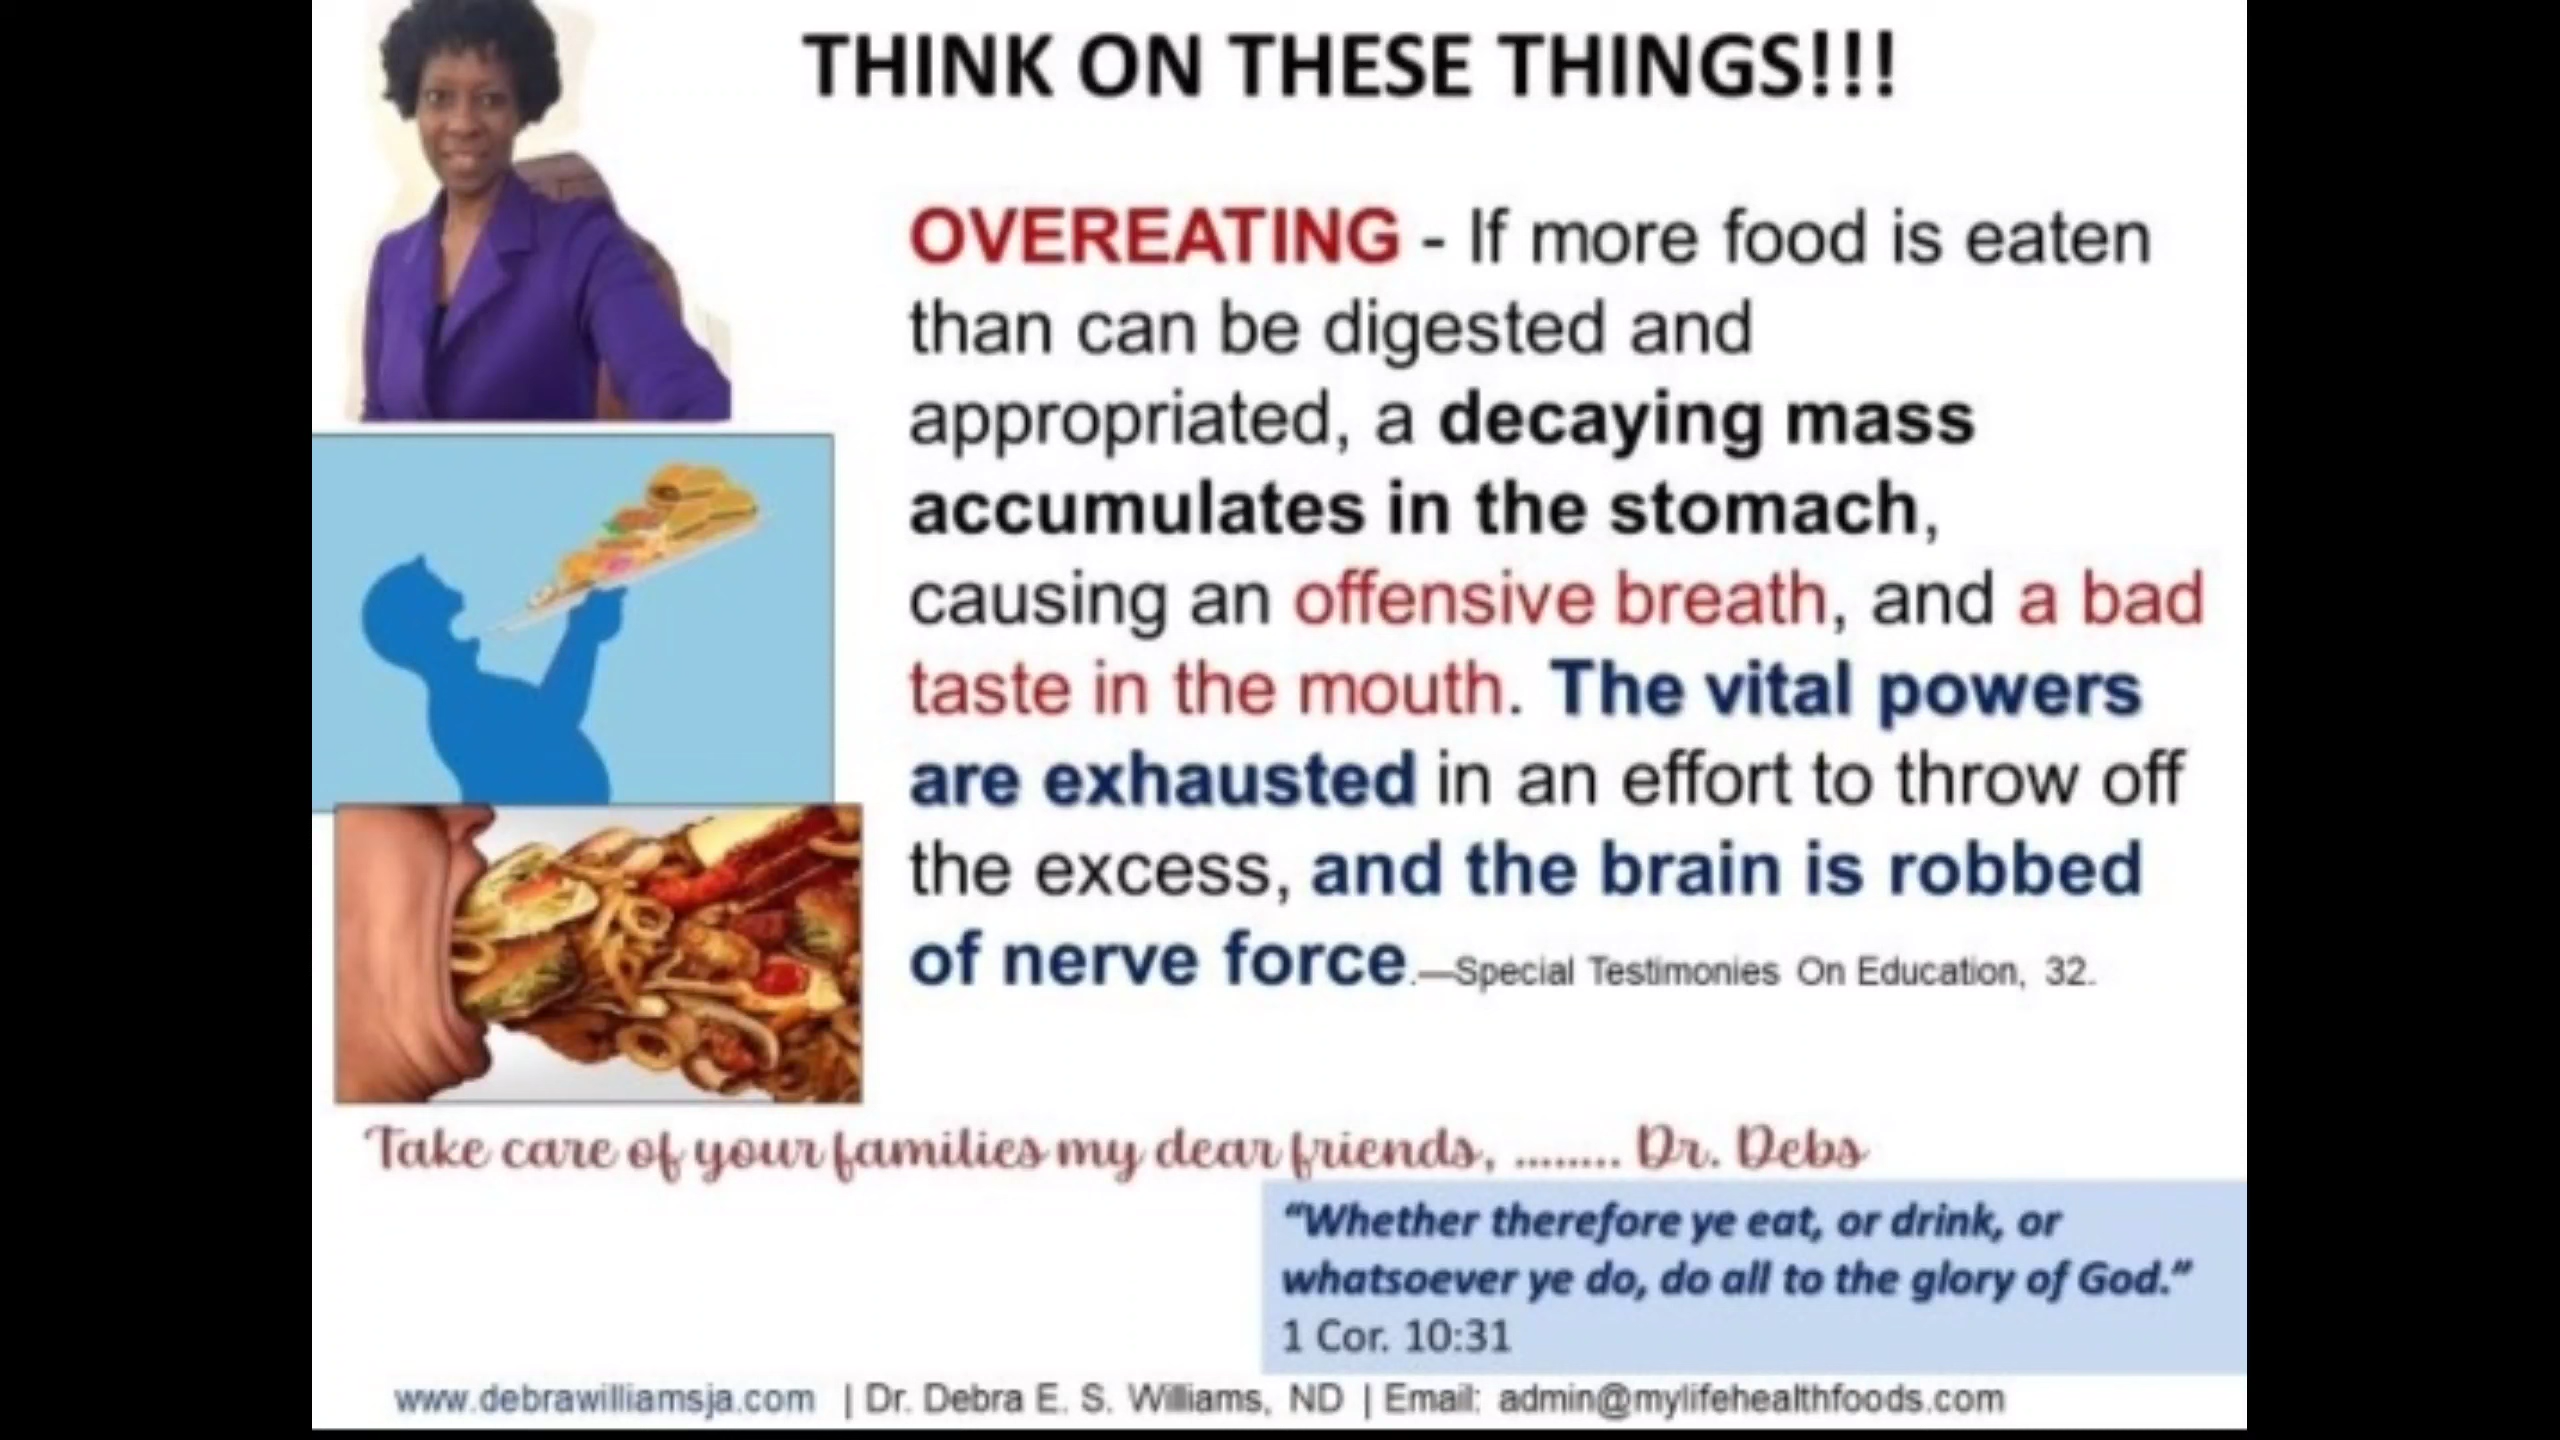 THINK ON THESE THINGS!!!
OVEREATING - If more food is eaten
than can be digested and
appropriated, a decaying mass
accumulates in the stomach,
causing an offensive breath, and a bad
taste in the mouth. The vital powers
are exhausted in an effort to throw off
the excess, and the brain is robbed
of nerve force.—Special Testimonies On Education, 32.
Take care of your families my dear friends, ........ Dr. Debs
“Whether therefore ye eat, or drink, or
whatsoever ye do, do all to the glory of God.”
1 Cor. 10:31
www.debrawilliamsja.com | Dr. Debra E. S. Williams, ND | Email: admin@mylifehealthfoods.com